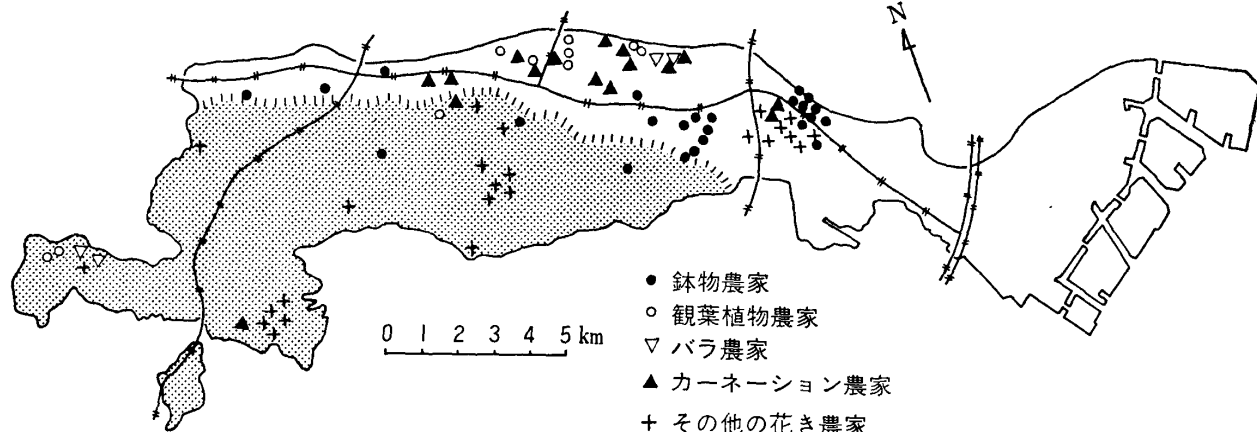 N
0 1 2 3 4 5 km
鉢物農家
観葉植物農家
バラ農家
カーネーション農家
その他の花き農家